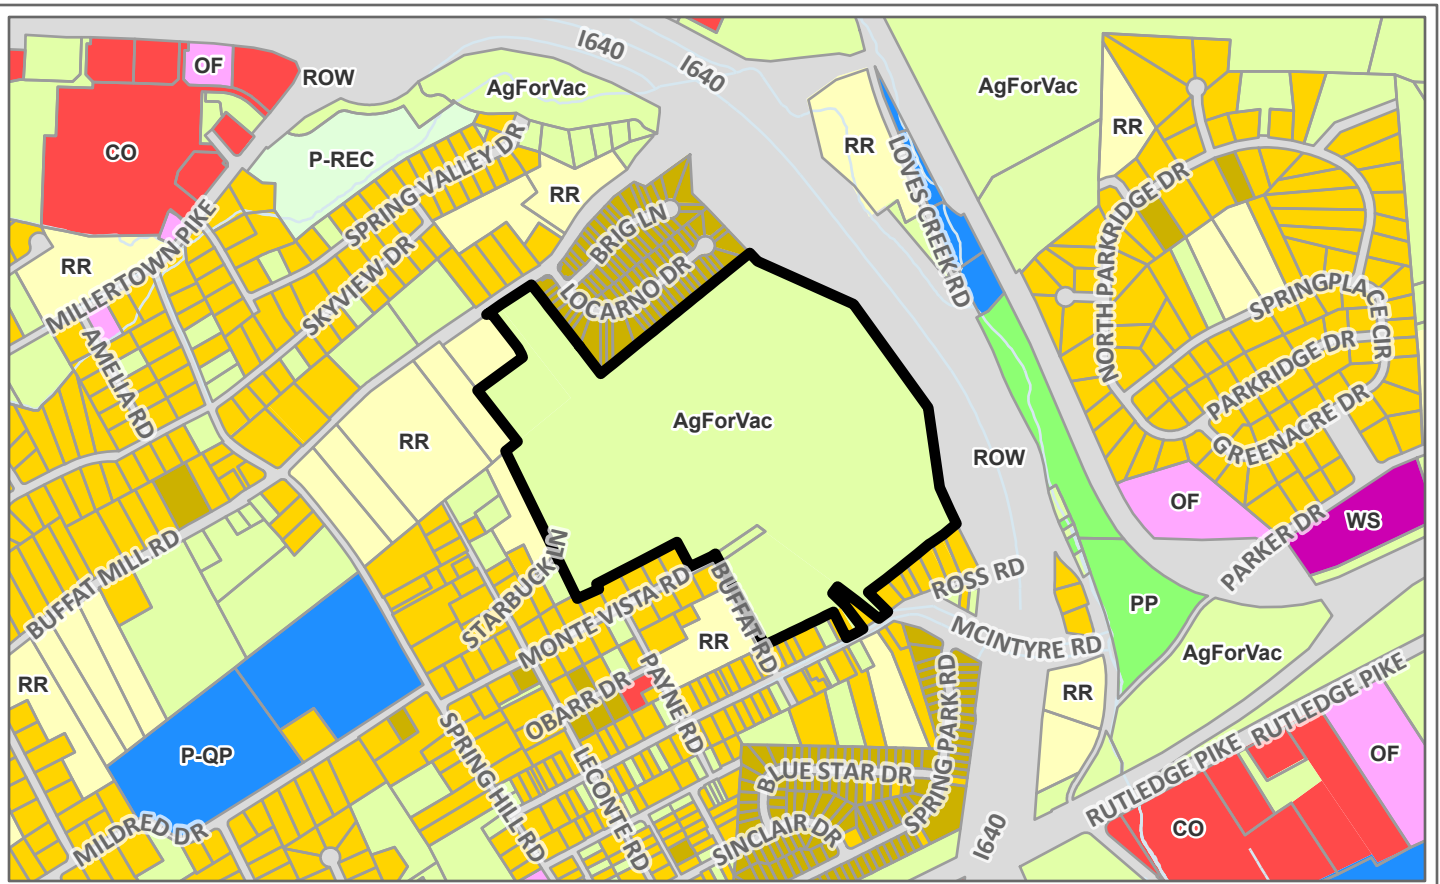 I640
I640
OF
ROW
AgForVac
AgForVac
CO
P-REC
SPRING VALLEY DR
RR
RR
RR
LOVES CREEK RD
NORTH PARKRIDGE DR
BRIG LN
MILLERTOWN PIKE
RR
SKYVIEW DR
LOCARNO DR
SPRINGPLACE CIR
AMELIA RD
PARKRIDGE DR
GREENACRE DR
RR
AgForVac
ROW
OF
WS
PARKER DR
BUFFAT MILL RD
STARBUCK LN
MONTE VISTA RD
BUFFAT RD
ROSS RD
PP
MCINTYRE RD
AgForVac
RR
RR
RR
OBARR DR
PAYNE RD
SPRING PARK RD
RUTLEDGE PIKE
RUTLEDGE PIKE
P-QP
SPRING HILL RD
LECONTE RD
BLUE STAR DR
OF
MILDRED DR
SINCLAIR DR
I640
CO